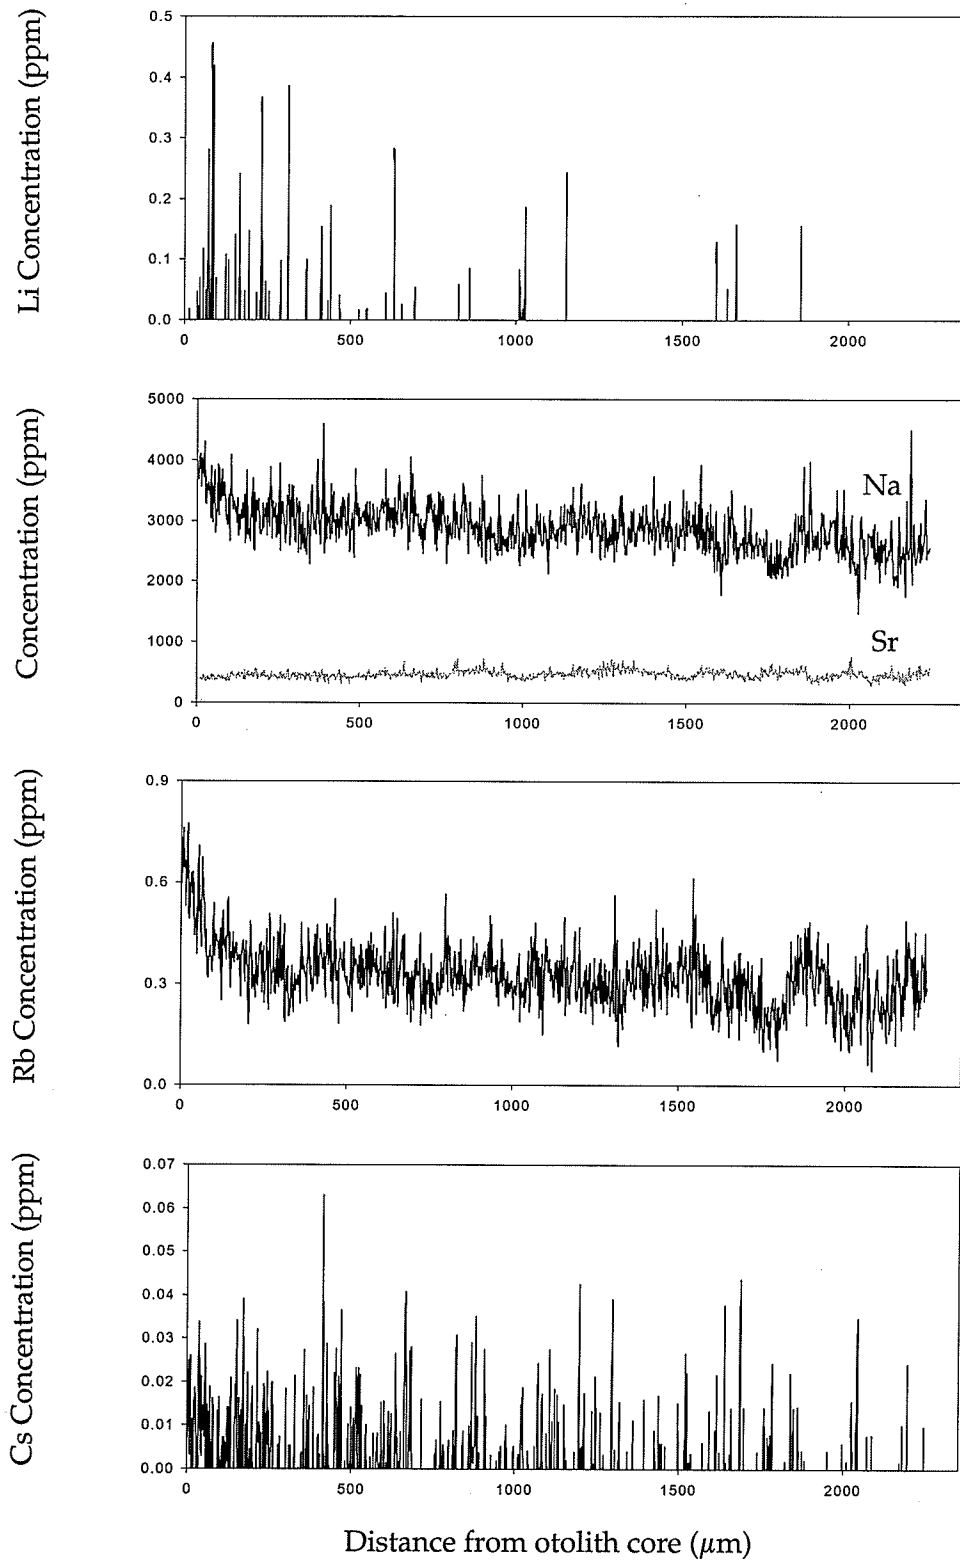 Li Concentration (ppm)
0.5
0.4
0.3
0.2
0.1
0.0
0 500 1000 1500 2000
Concentration (ppm)
5000
4000
3000
2000
1000
0
Na
Sr
0 500 1000 1500 2000
Rb Concentration (ppm)
0.9
0.6
0.3
0.0
0 500 1000 1500 2000
Cs Concentration (ppm)
0.07
0.06
0.05
0.04
0.03
0.02
0.01
0.00
0 500 1000 1500 2000
Distance from otolith core (μm)